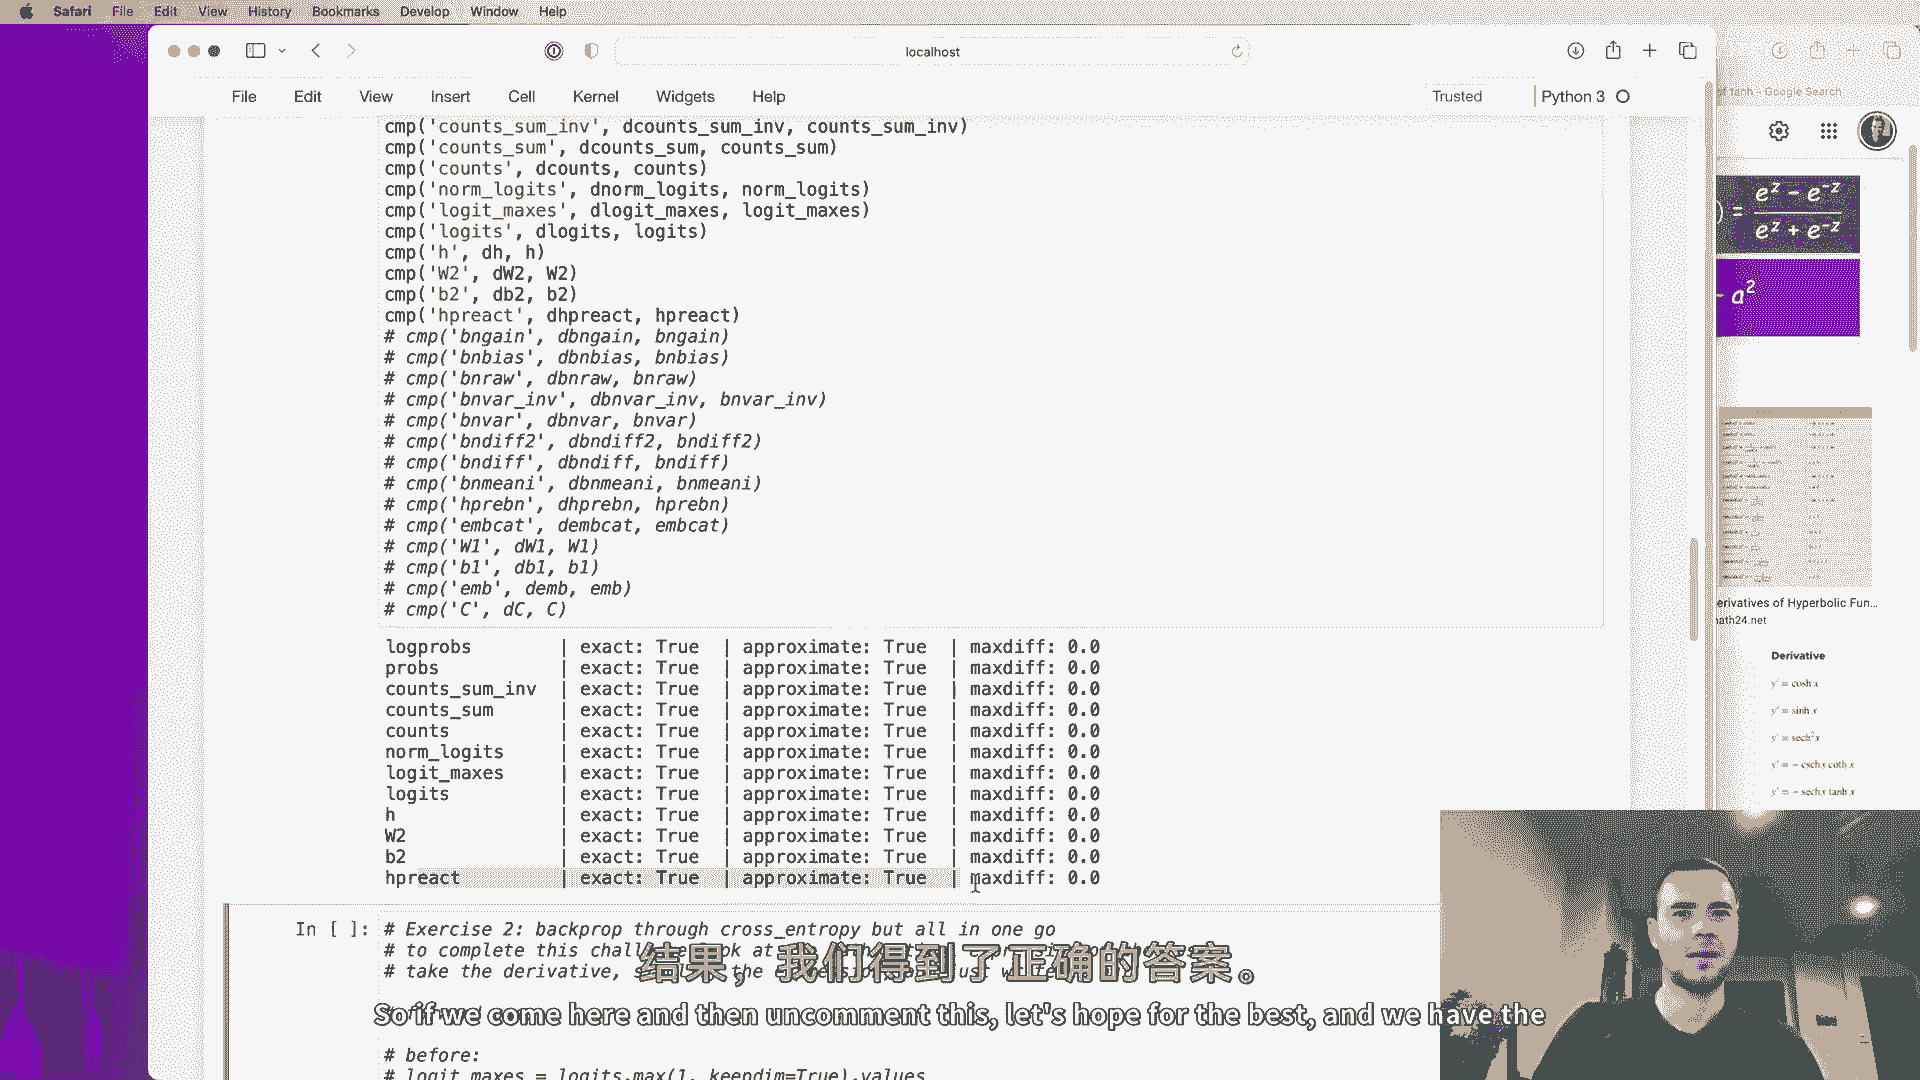 Safari File Edit View History Bookmarks Develop Window Help
localhost
File Edit View Insert Cell Kernel Widgets Help
Trusted
Python 3
of tanh - Google Search
cmp('counts_sum_inv', dcounts_sum_inv, counts_sum_inv)
cmp('counts_sum', dcounts_sum, counts_sum)
cmp('counts', dcounts, counts)
cmp('norm_logits', dnorm_logits, norm_logits)
cmp('logit_maxes', dlogit_maxes, logit_maxes)
cmp('logits', dlogits, logits)
cmp('h', dh, h)
cmp('W2', dW2, W2)
cmp('b2', db2, b2)
cmp('hpreact', dhpreact, hpreact)
# cmp('bngain', dbngain, bngain)
# cmp('bnbias', dbnbias, bnbias)
# cmp('bnraw', dbnraw, bnraw)
# cmp('bnvar_inv', dbnvar_inv, bnvar_inv)
# cmp('bnvar', dbnvar, bnvar)
# cmp('bndiff2', dbndiff2, bndiff2)
# cmp('bndiff', dbndiff, bndiff)
# cmp('bnmeani', dbnmeani, bnmeani)
# cmp('hprebn', dhprebn, hprebn)
# cmp('embcat', dembcat, embcat)
# cmp('W1', dW1, W1)
# cmp('b1', db1, b1)
# cmp('emb', demb, emb)
# cmp('C', dC, C)
logprobs | exact: True | approximate: True | maxdiff: 0.0
probs | exact: True | approximate: True | maxdiff: 0.0
counts_sum_inv | exact: True | approximate: True | maxdiff: 0.0
counts_sum | exact: True | approximate: True | maxdiff: 0.0
counts | exact: True | approximate: True | maxdiff: 0.0
norm_logits | exact: True | approximate: True | maxdiff: 0.0
logit_maxes | exact: True | approximate: True | maxdiff: 0.0
logits | exact: True | approximate: True | maxdiff: 0.0
h | exact: True | approximate: True | maxdiff: 0.0
W2 | exact: True | approximate: True | maxdiff: 0.0
b2 | exact: True | approximate: True | maxdiff: 0.0
hpreact | exact: True | approximate: True | maxdiff: 0.0
In [ ]: # Exercise 2: backprop through cross_entropy but all in one go
# to complete this challenge look at the
# take the derivative,
结果，我们得到了正确的答案。
So if we come here and then uncomment this, let's hope for the best, and we have the
# before:
# logit_maxes = logits.max(1, keepdim=True).values
= e^z − e^−z / e^z + e^−z
− a²
erivatives of Hyperbolic Fun...
ath24.net
Derivative
y′ = cosh x
y′ = sinh x
y′ = sech² x
y′ = − csch x coth x
y′ = − sech x tanh x